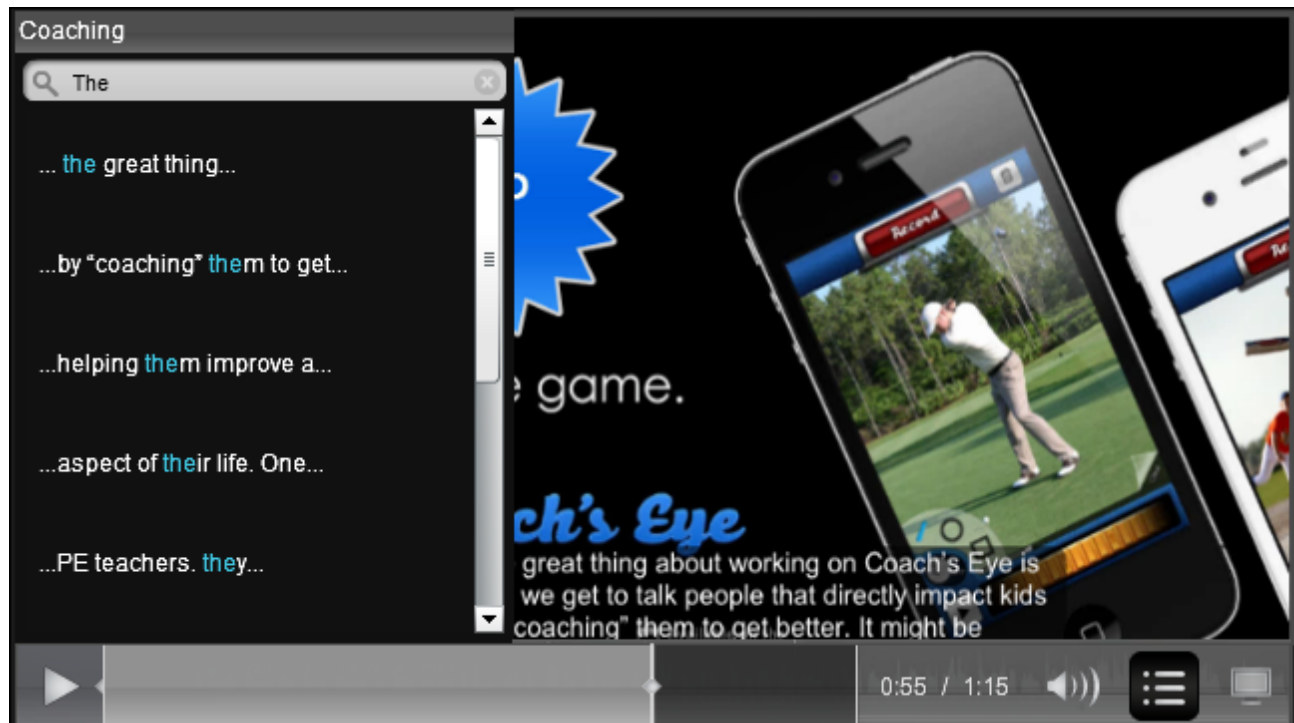 Coaching
The
... the great thing...
...by “coaching” them to get...
...helping them improve a...
...aspect of their life. One...
...PE teachers. they...
game.
ch's Eye
great thing about working on Coach's Eye is
we get to talk people that directly impact kids
coaching” them to get better. It might be
Record
0:55 / 1:15